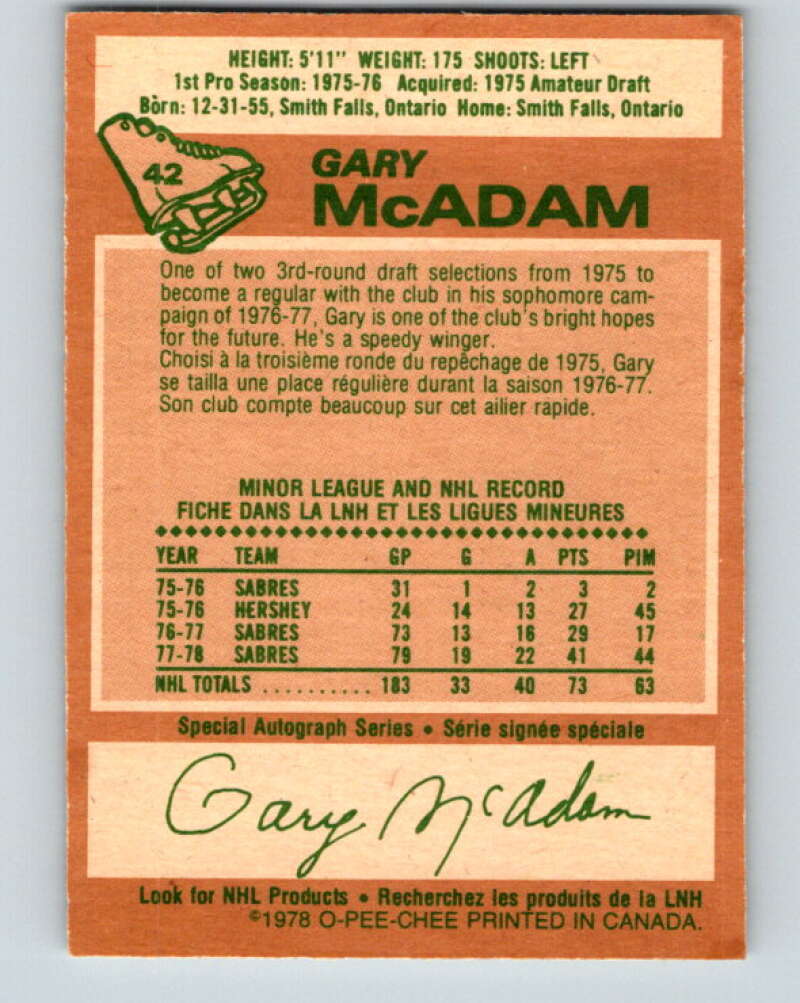 HEIGHT: 5'11" WEIGHT: 175 SHOOTS: LEFT
1st Pro Season: 1975-76 Acquired: 1975 Amateur Draft
Born: 12-31-55, Smith Falls, Ontario Home: Smith Falls, Ontario
42
GARY
McADAM
One of two 3rd-round draft selections from 1975 to
become a regular with the club in his sophomore cam-
paign of 1976-77, Gary is one of the club's bright hopes
for the future. He's a speedy winger.
Choisi à la troisième ronde du repêchage de 1975, Gary
se tailla une place régulière durant la saison 1976-77.
Son club compte beaucoup sur cet ailier rapide.
MINOR LEAGUE AND NHL RECORD
FICHE DANS LA LNH ET LES LIGUES MINEURES
YEAR TEAM GP G A PTS PIM
75-76 SABRES 31 1 2 3 2
75-76 HERSHEY 24 14 13 27 45
76-77 SABRES 73 13 16 29 17
77-78 SABRES 79 19 22 41 44
NHL TOTALS .......... 183 33 40 73 63
Special Autograph Series • Série signée spéciale
Gary McAdam
Look for NHL Products • Recherchez les produits de la LNH
©1978 O-PEE-CHEE PRINTED IN CANADA.